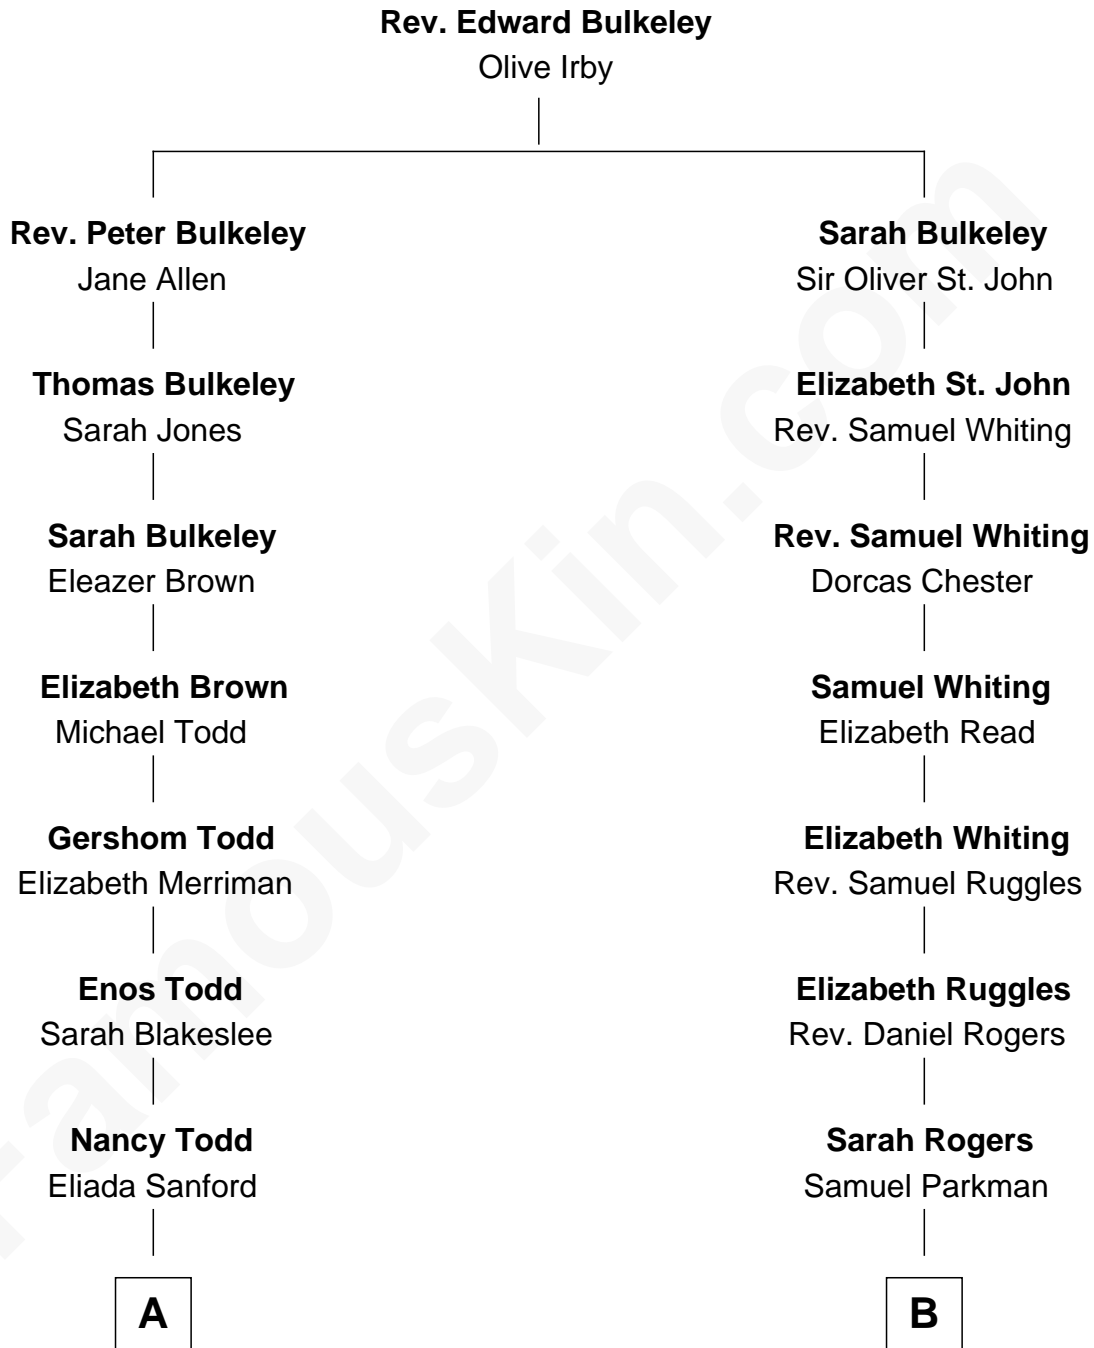 Rev. Edward Bulkeley
Olive Irby
Rev. Peter Bulkeley
Jane Allen
Sarah Bulkeley
Sir Oliver St. John
Thomas Bulkeley
Sarah Jones
Elizabeth St. John
Rev. Samuel Whiting
Sarah Bulkeley
Eleazer Brown
Rev. Samuel Whiting
Dorcas Chester
Elizabeth Brown
Michael Todd
Samuel Whiting
Elizabeth Read
Gershom Todd
Elizabeth Merriman
Elizabeth Whiting
Rev. Samuel Ruggles
Enos Todd
Sarah Blakeslee
Elizabeth Ruggles
Rev. Daniel Rogers
Nancy Todd
Eliada Sanford
Sarah Rogers
Samuel Parkman
A
B
FamousKin.com